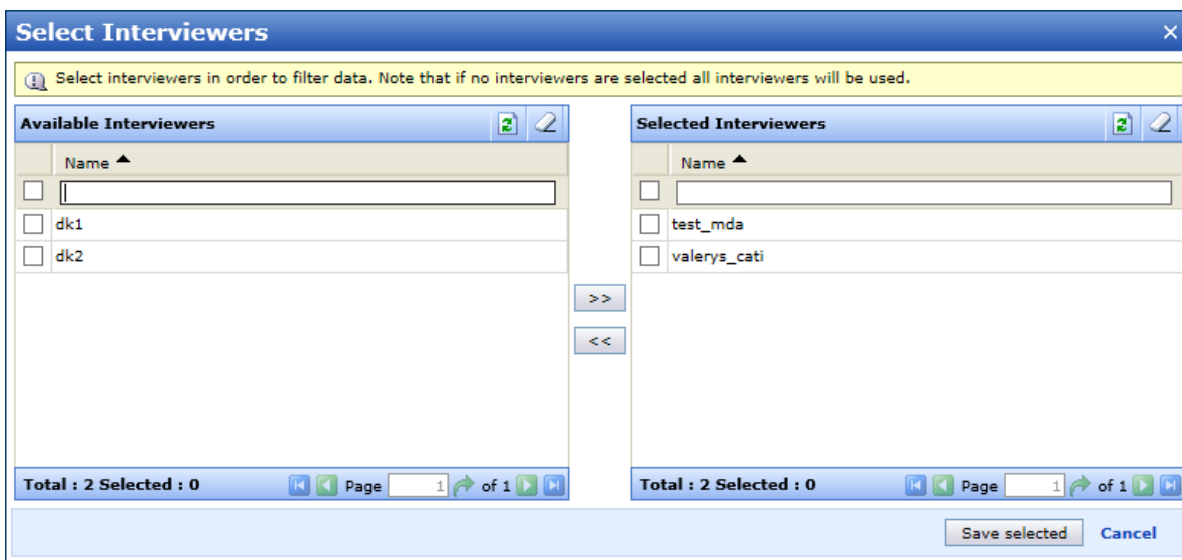 Select Interviewers
Select interviewers in order to filter data. Note that if no interviewers are selected all interviewers will be used.
Available Interviewers
Name
dk1
dk2
Total : 2 Selected : 0
Page 1 of 1
>>
<<
Selected Interviewers
Name
test_mda
valerys_cati
Total : 2 Selected : 0
Page 1 of 1
Save selected Cancel